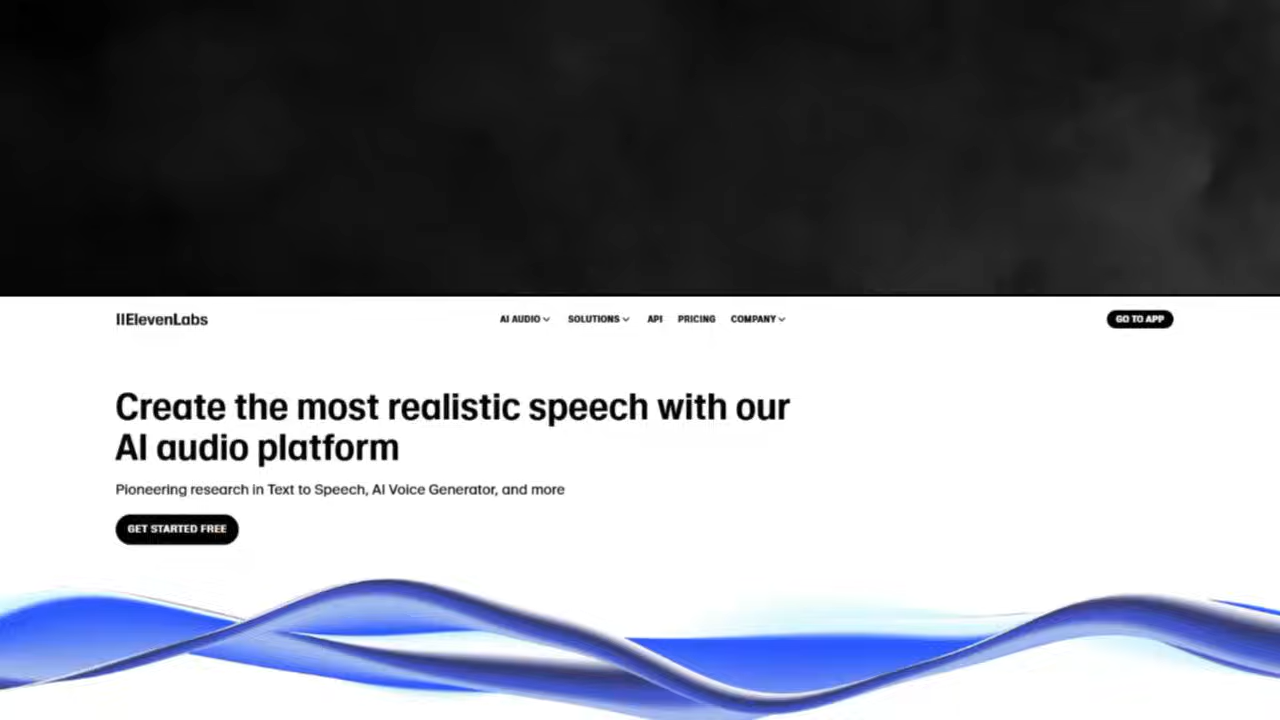 IIElevenLabs
AI AUDIO
SOLUTIONS
API
PRICING
COMPANY
GO TO APP
Create the most realistic speech with our
AI audio platform
Pioneering research in Text to Speech, AI Voice Generator, and more
GET STARTED FREE